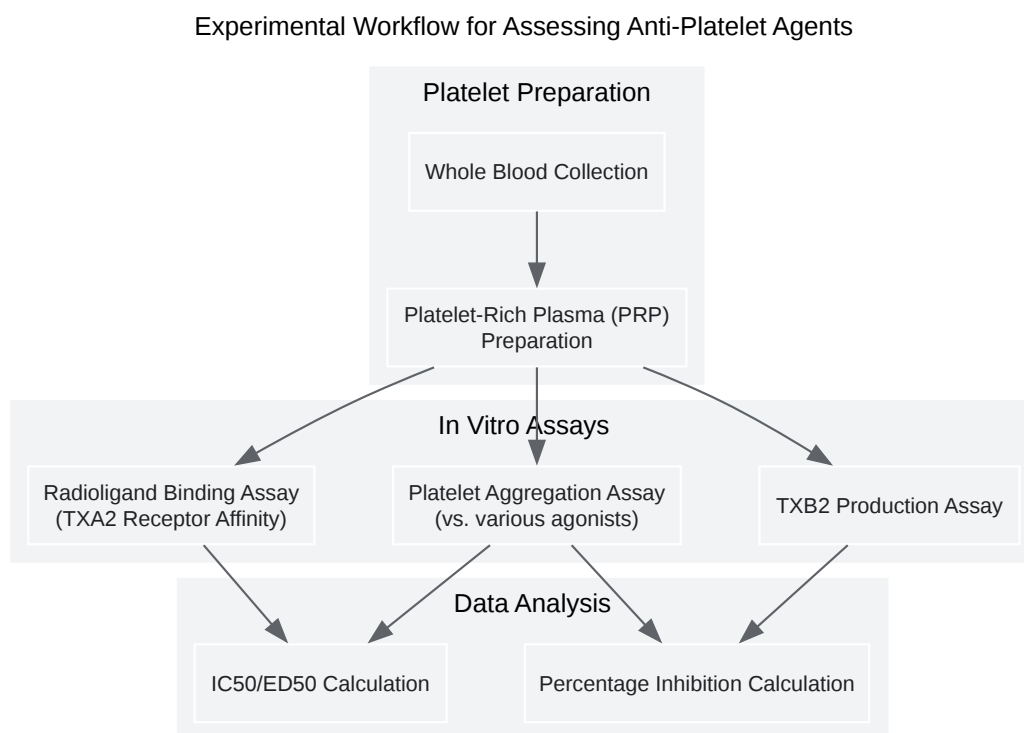 Experimental Workflow for Assessing Anti-Platelet Agents
Platelet Preparation
Whole Blood Collection
Platelet-Rich Plasma (PRP)
Preparation
In Vitro Assays
Radioligand Binding Assay
(TXA2 Receptor Affinity)
Platelet Aggregation Assay
(vs. various agonists)
TXB2 Production Assay
Data Analysis
IC50/ED50 Calculation
Percentage Inhibition Calculation